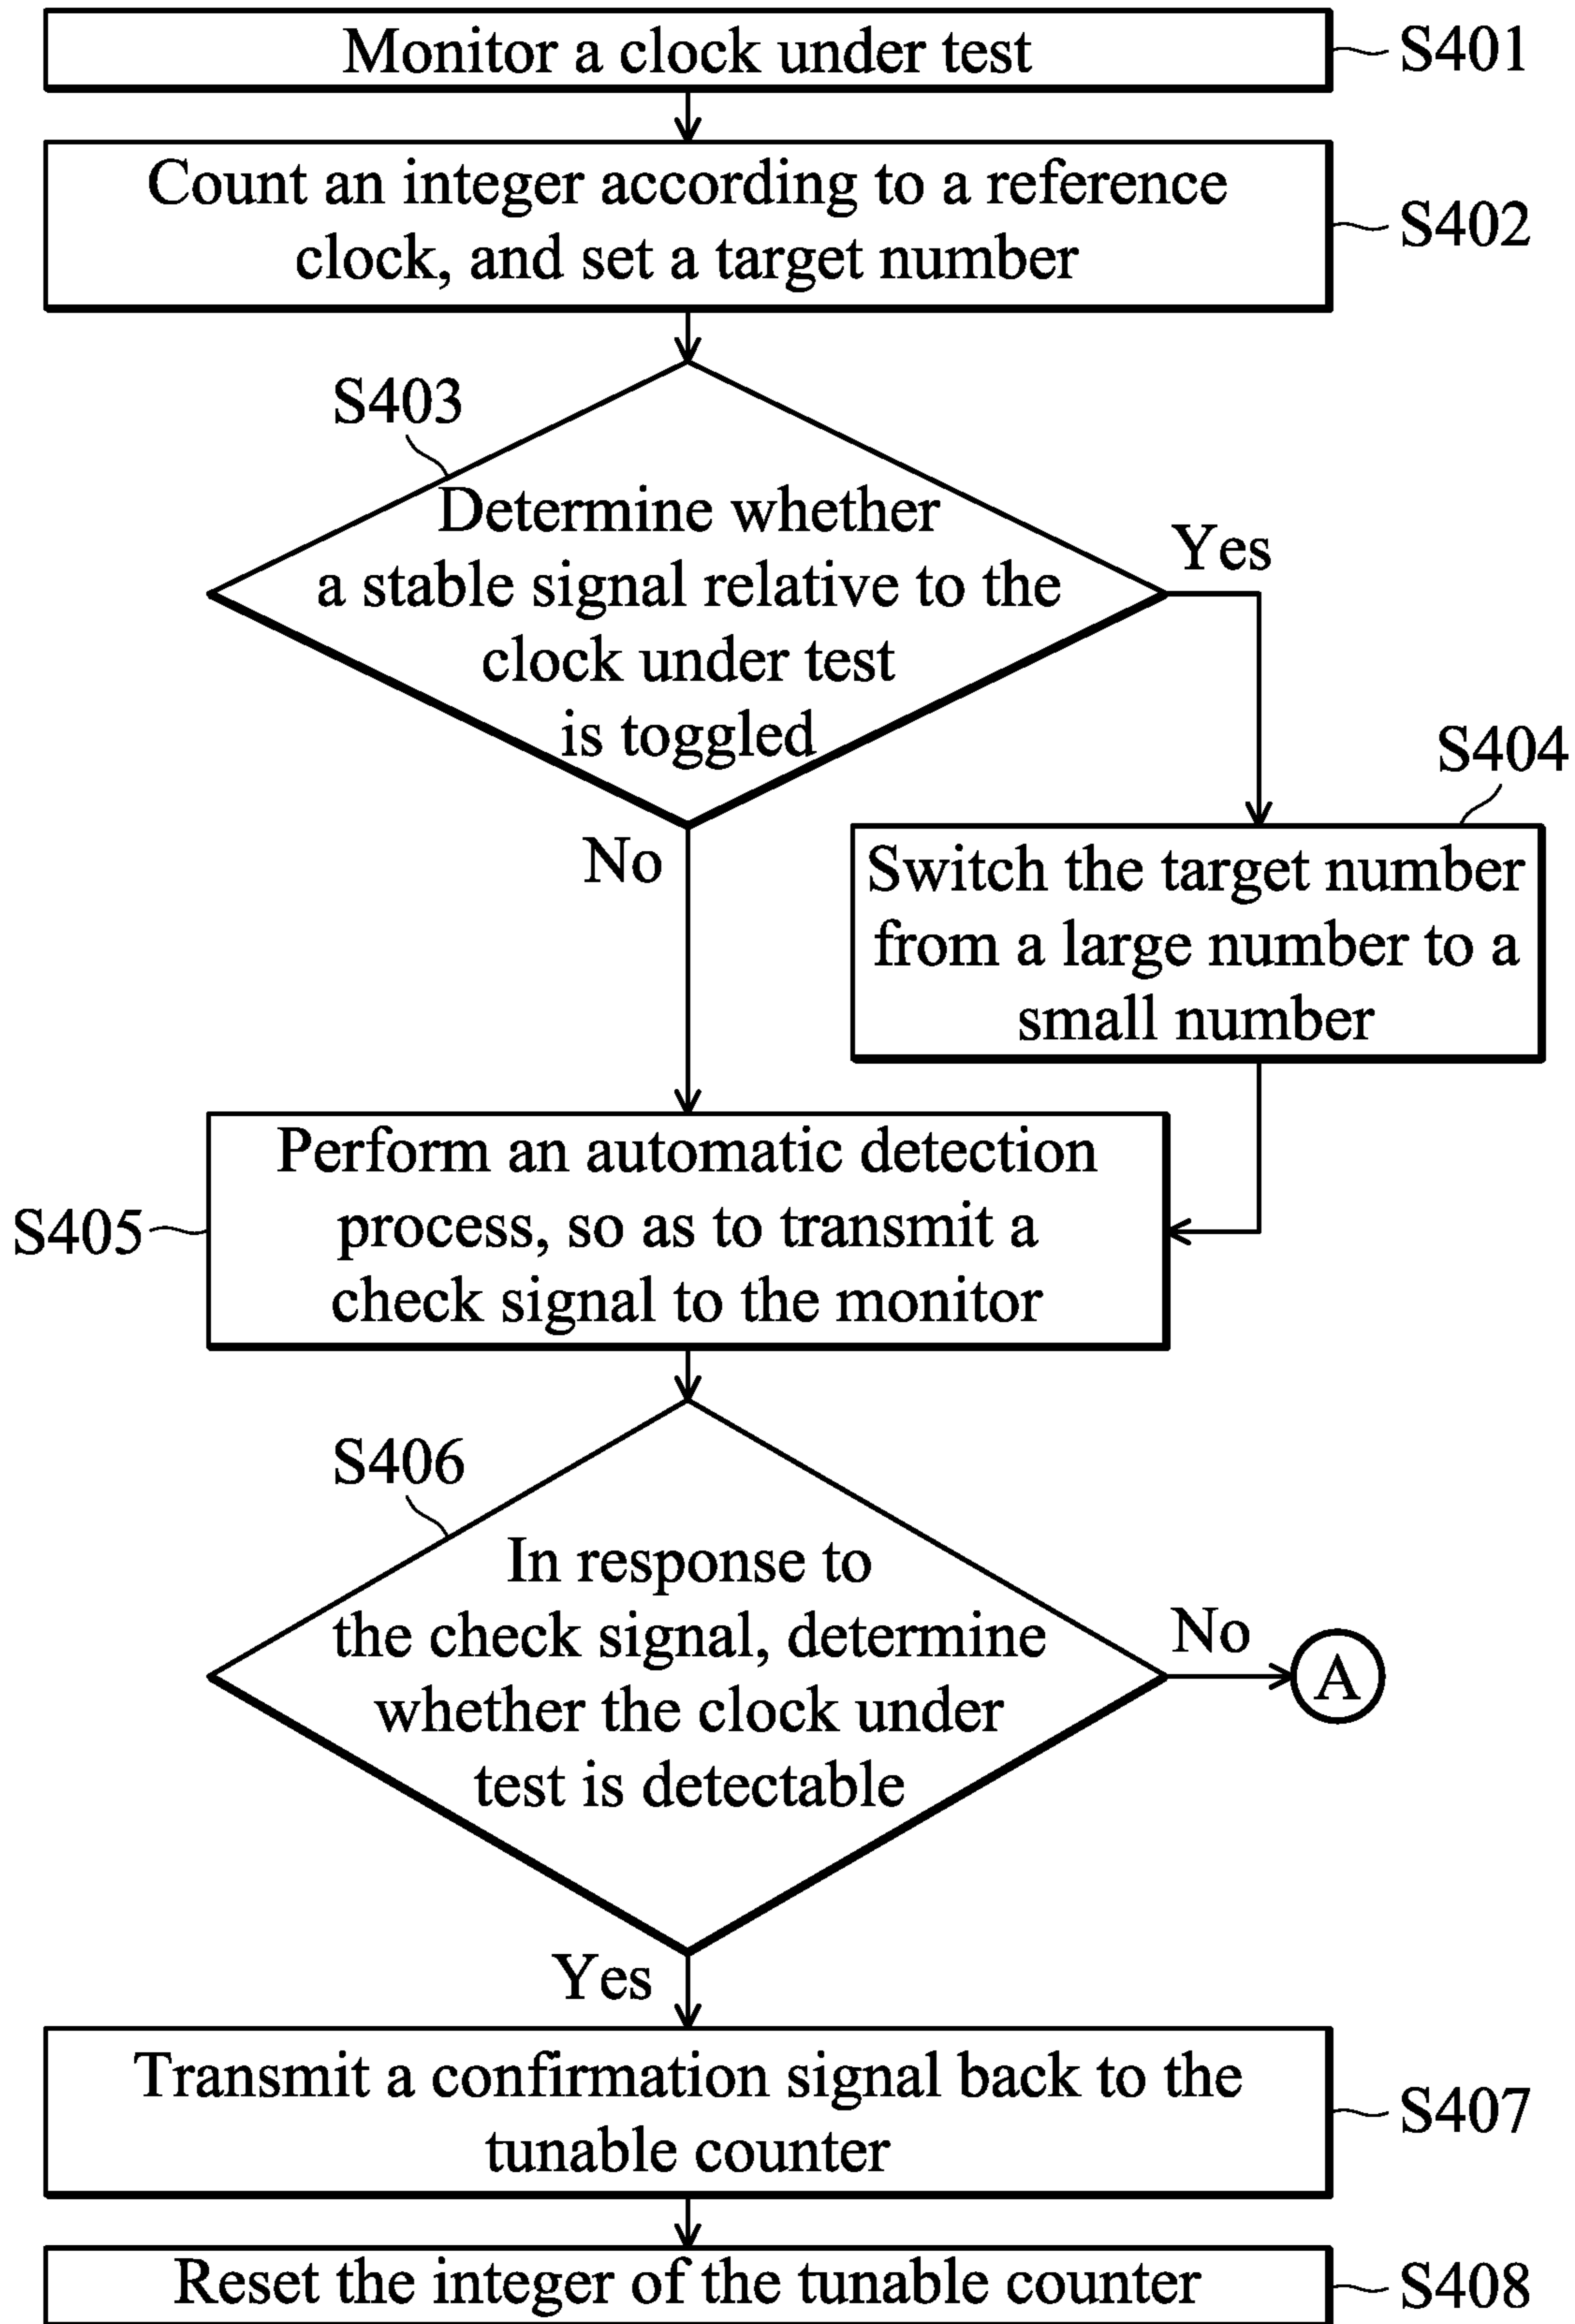 Monitor a clock under test
S401
Count an integer according to a reference
clock, and set a target number
S402
S403
Determine whether
a stable signal relative to the
clock under test
is toggled
Yes
No
S404
Switch the target number
from a large number to a
small number
S405
Perform an automatic detection
process, so as to transmit a
check signal to the monitor
S406
In response to
the check signal, determine
whether the clock under
test is detectable
No
A
Yes
Transmit a confirmation signal back to the
tunable counter
S407
Reset the integer of the tunable counter
S408